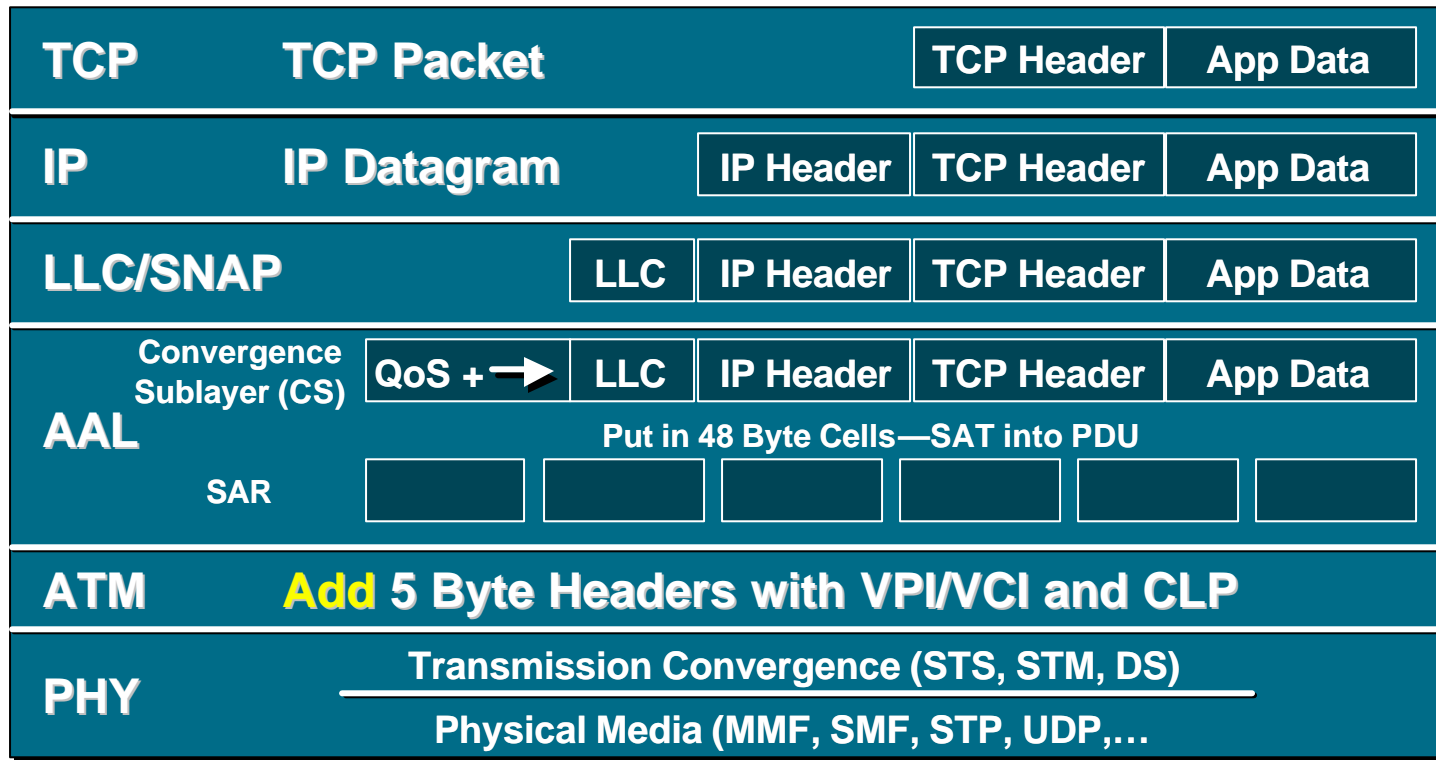 TCP TCP Packet TCP Header App Data
IP IP Datagram IP Header TCP Header App Data
LLC/SNAP LLC IP Header TCP Header App Data
Convergence
Sublayer (CS)
QoS + LLC IP Header TCP Header App Data
AAL
Put in 48 Byte Cells—SAT into PDU
SAR
ATM Add 5 Byte Headers with VPI/VCI and CLP
PHY
Transmission Convergence (STS, STM, DS)
Physical Media (MMF, SMF, STP, UDP,…